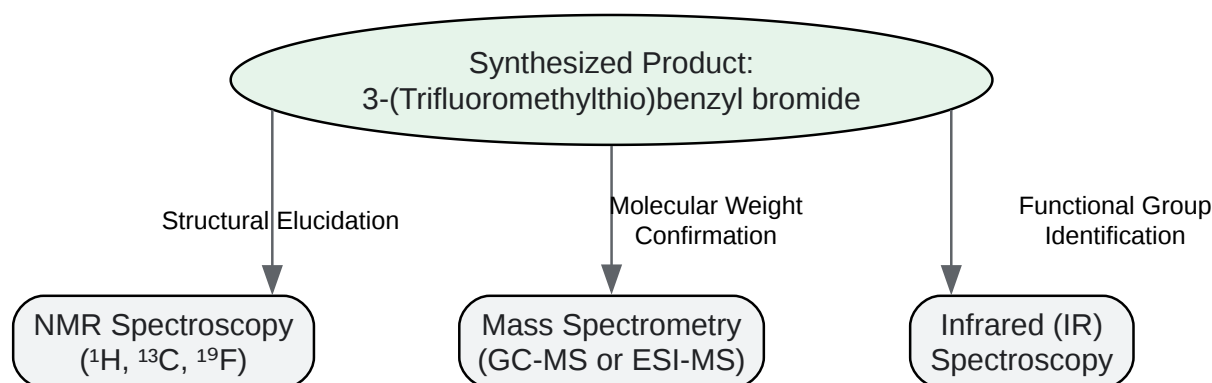 Synthesized Product:
3-(Trifluoromethylthio)benzyl bromide
Structural Elucidation
Molecular Weight
Confirmation
Functional Group
Identification
NMR Spectroscopy
(¹H, ¹³C, ¹⁹F)
Mass Spectrometry
(GC-MS or ESI-MS)
Infrared (IR)
Spectroscopy